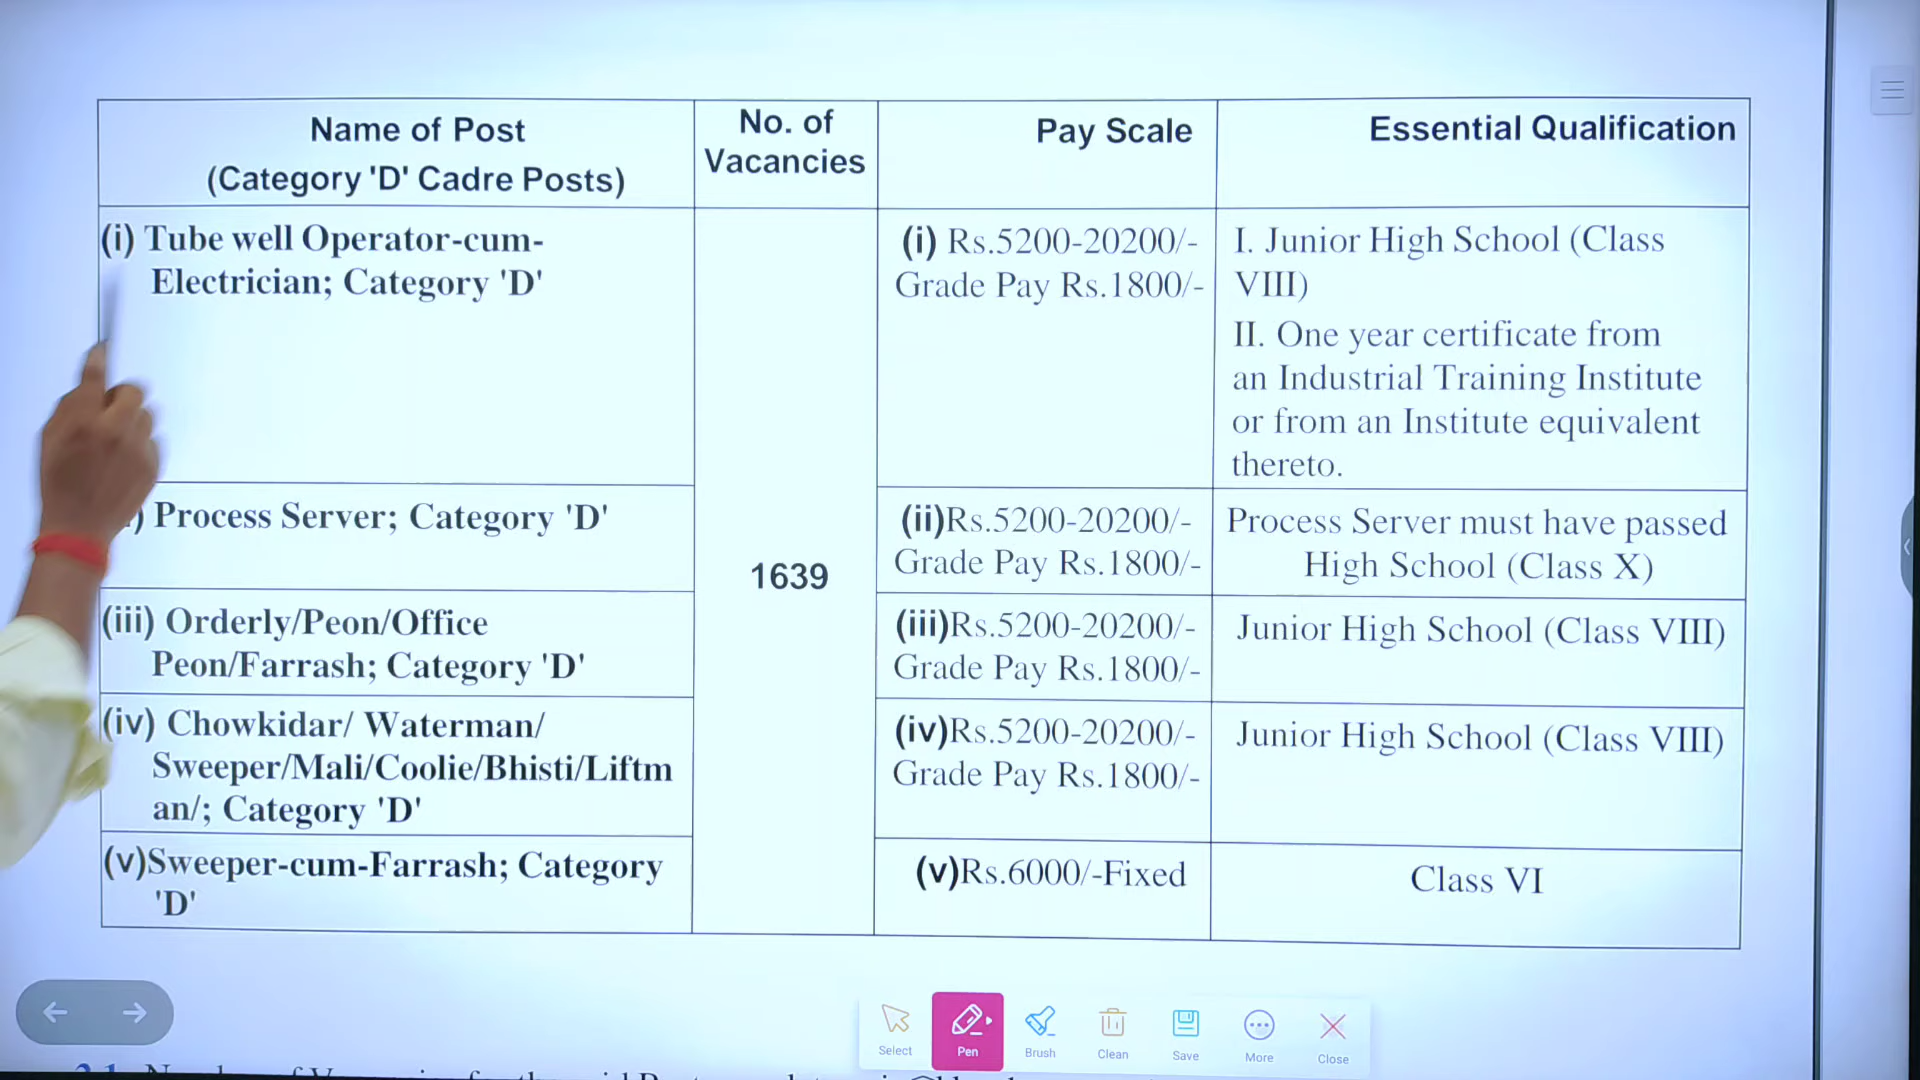 Name of Post
(Category 'D' Cadre Posts)
No. of
Vacancies
Pay Scale
Essential Qualification
(i) Tube well Operator-cum-
Electrician; Category 'D'
1639
(i) Rs.5200-20200/-
Grade Pay Rs.1800/-
I. Junior High School (Class
VIII)
II. One year certificate from
an Industrial Training Institute
or from an Institute equivalent
thereto.
) Process Server; Category 'D'
(ii)Rs.5200-20200/-
Grade Pay Rs.1800/-
Process Server must have passed
High School (Class X)
(iii) Orderly/Peon/Office
Peon/Farrash; Category 'D'
(iii)Rs.5200-20200/-
Grade Pay Rs.1800/-
Junior High School (Class VIII)
(iv) Chowkidar/ Waterman/
Sweeper/Mali/Coolie/Bhisti/Liftm
an/; Category 'D'
(iv)Rs.5200-20200/-
Grade Pay Rs.1800/-
Junior High School (Class VIII)
(v)Sweeper-cum-Farrash; Category
'D'
(v)Rs.6000/-Fixed
Class VI
Select
Pen
Brush
Clean
Save
More
Close